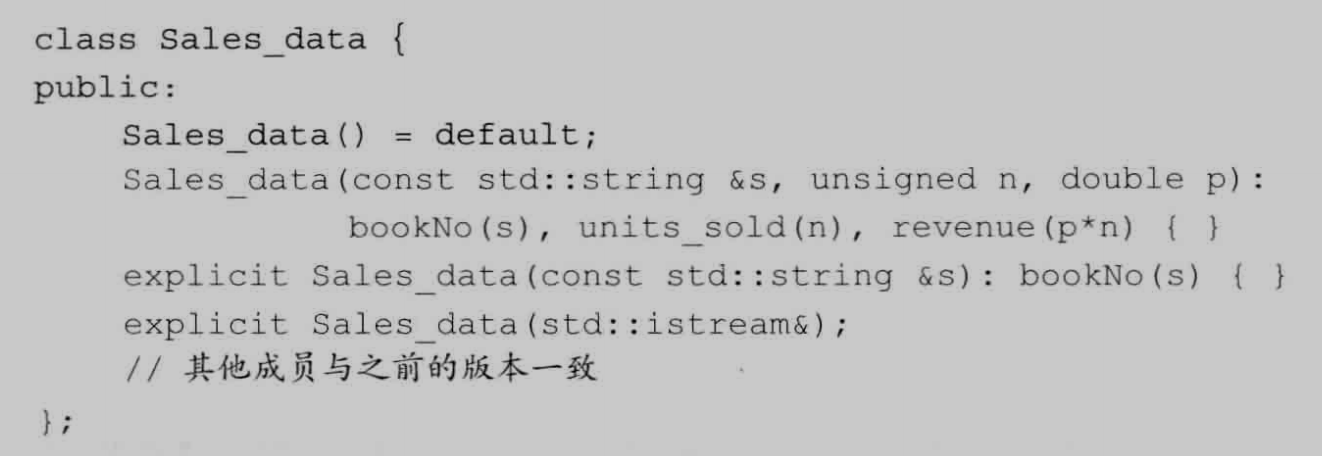 class Sales_data {
public:
Sales_data() = default;
Sales_data(const std::string &s, unsigned n, double p):
bookNo(s), units_sold(n), revenue(p*n) { }
explicit Sales_data(const std::string &s): bookNo(s) { }
explicit Sales_data(std::istream&);
// 其他成员与之前的版本一致
};